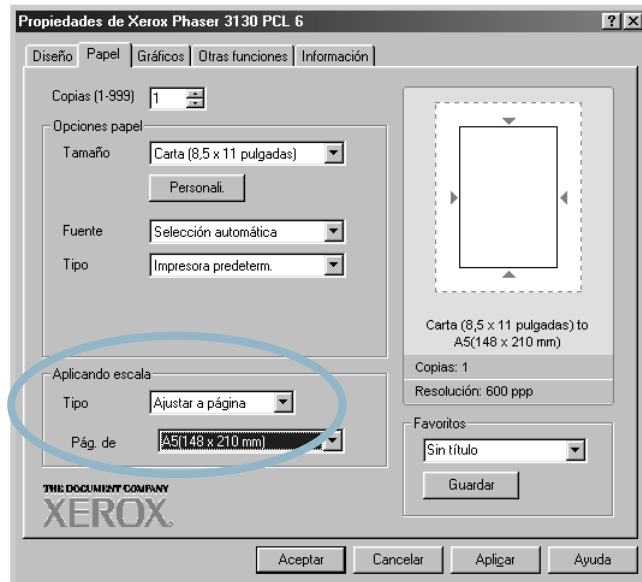 Propiedades de Xerox Phaser 3130 PCL 6
Diseño Papel Gráficos Otras funciones Información
Copias (1-999) 1
Opciones papel
Tamaño Carta (8,5 x 11 pulgadas)
Personali.
Fuente Selección automática
Tipo Impresora predeterm.
Carta (8,5 x 11 pulgadas) to
A5(148 x 210 mm)
Copias: 1
Resolución: 600 ppp
Aplicando escala
Tipo Ajustar a página
Pág. de A5(148 x 210 mm)
Favoritos
Sin título
Guardar
THE DOCUMENT COMPANY
XEROX
Aceptar Cancelar Aplicar Ayuda